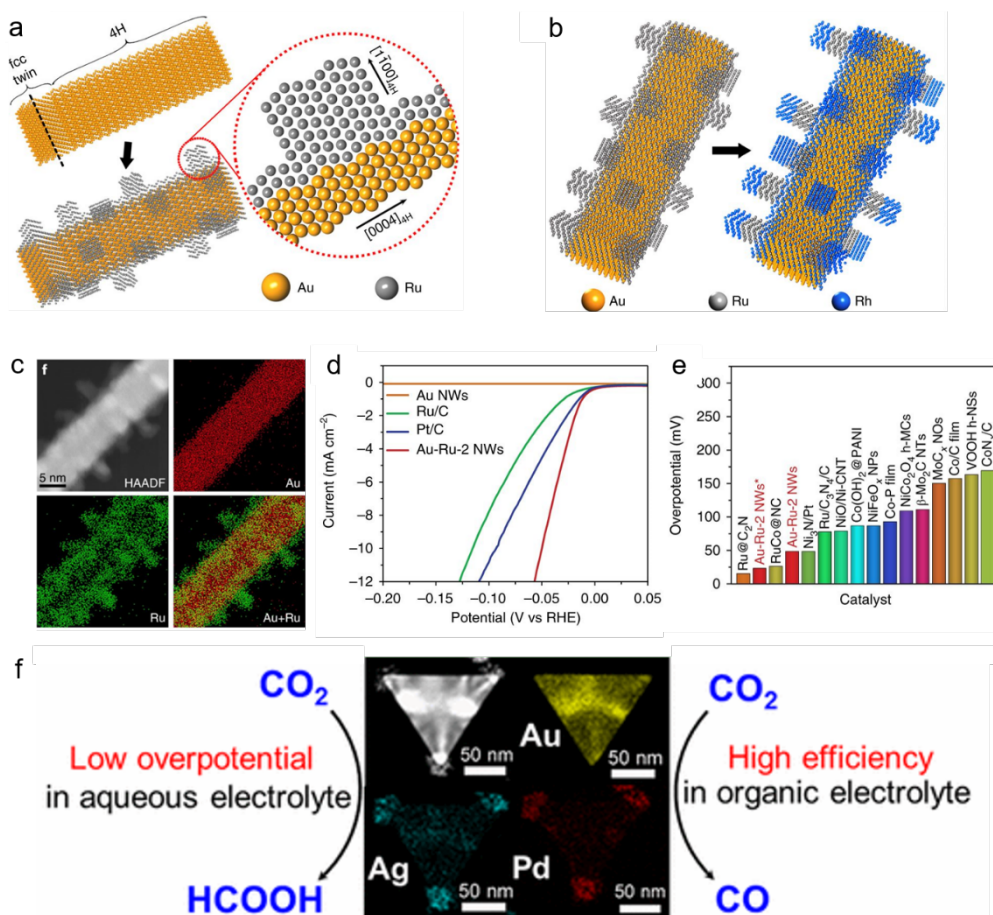 a
4H
fcc
twin
[11̄00]4H
[0004]4H
Au
Ru
b
Au
Ru
Rh
c
f
5 nm
HAADF
Au
Ru
Au+Ru
d
0
−2
−4
−6
−8
−10
−12
Current (mA cm−2)
Au NWs
Ru/C
Pt/C
Au-Ru-2 NWs
−0.20
−0.15
−0.10
−0.05
0.00
0.05
Potential (V vs RHE)
e
300
250
200
150
100
50
0
Overpotential (mV)
Ru@C2N
Au-Ru-2 NWs*
RuCo@NC
Au-Ru-2 NWs
Ni3N/Pt
Ru/C3N4/C
NiO/Ni-CNT
Co(OH)2@PANI
NiFeOx NPs
Co-P film
NiCo2O4 h-MCs
β-Mo2C NTs
MoCx NOs
Co/C film
VOOH h-NSs
CoNx/C
Catalyst
f
CO2
Low overpotential
in aqueous electrolyte
HCOOH
50 nm
Au
50 nm
Ag
50 nm
Pd
50 nm
CO2
High efficiency
in organic electrolyte
CO